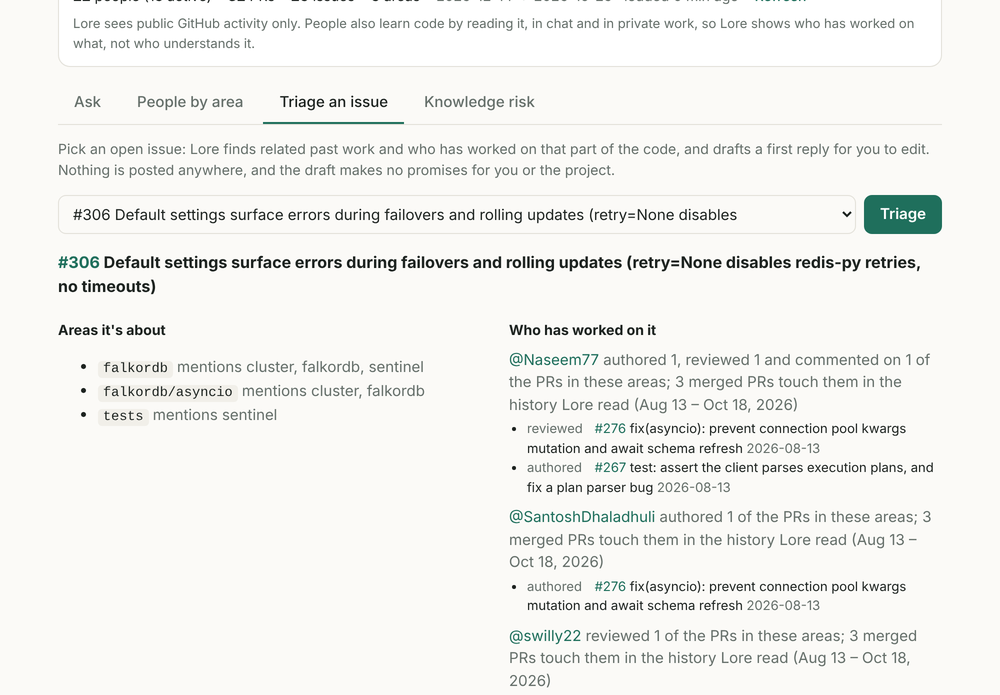 Lore sees public GitHub activity only. People also learn code by reading it, in chat and in private work, so Lore shows who has worked on
what, not who understands it.
Ask
People by area
Triage an issue
Knowledge risk
Pick an open issue: Lore finds related past work and who has worked on that part of the code, and drafts a first reply for you to edit.
Nothing is posted anywhere, and the draft makes no promises for you or the project.
#306 Default settings surface errors during failovers and rolling updates (retry=None disables
Triage
#306 Default settings surface errors during failovers and rolling updates (retry=None disables redis-py retries,
no timeouts)
Areas it's about
falkordb mentions cluster, falkordb, sentinel
falkordb/asyncio mentions cluster, falkordb
tests mentions sentinel
Who has worked on it
@Naseem77 authored 1, reviewed 1 and commented on 1 of
the PRs in these areas; 3 merged PRs touch them in the
history Lore read (Aug 13 – Oct 18, 2026)
reviewed #276 fix(asyncio): prevent connection pool kwargs
mutation and await schema refresh 2026-08-13
authored #267 test: assert the client parses execution plans, and
fix a plan parser bug 2026-08-13
@SantoshDhaladhuli authored 1 of the PRs in these areas; 3
merged PRs touch them in the history Lore read (Aug 13 –
Oct 18, 2026)
authored #276 fix(asyncio): prevent connection pool kwargs
mutation and await schema refresh 2026-08-13
@swilly22 reviewed 1 of the PRs in these areas; 3 merged
PRs touch them in the history Lore read (Aug 13 – Oct 18,
2026)